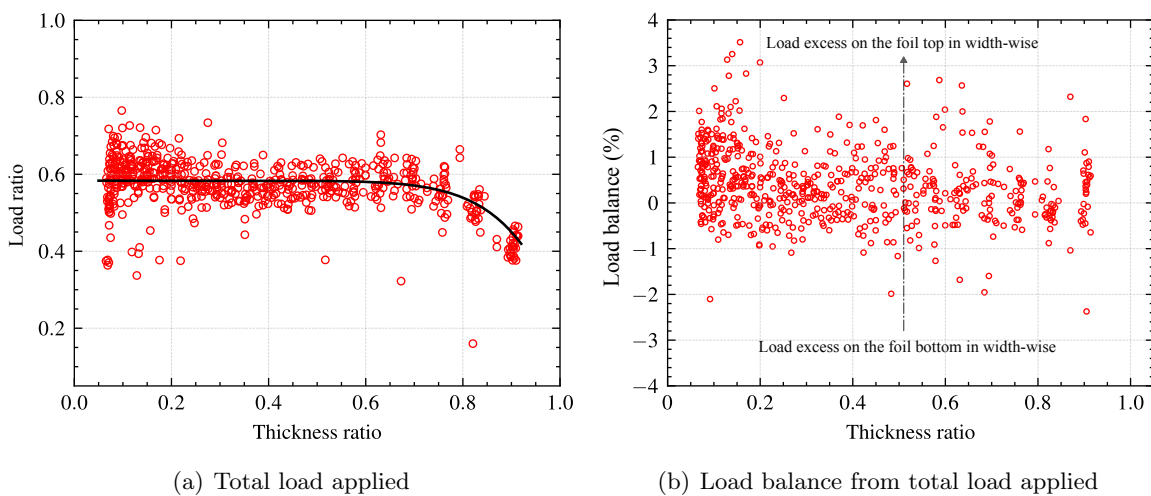 1.0
0.8
0.6
0.4
0.2
0.0 0.2 0.4 0.6 0.8 1.0
Load ratio
Thickness ratio
(a) Total load applied
4
3
2
1
0
−1
−2
−3
−4
0 0.2 0.4 0.6 0.8 1.0
Load balance (%)
Load excess on the foil top in width-wise
Load excess on the foil bottom in width-wise
Thickness ratio
(b) Load balance from total load applied